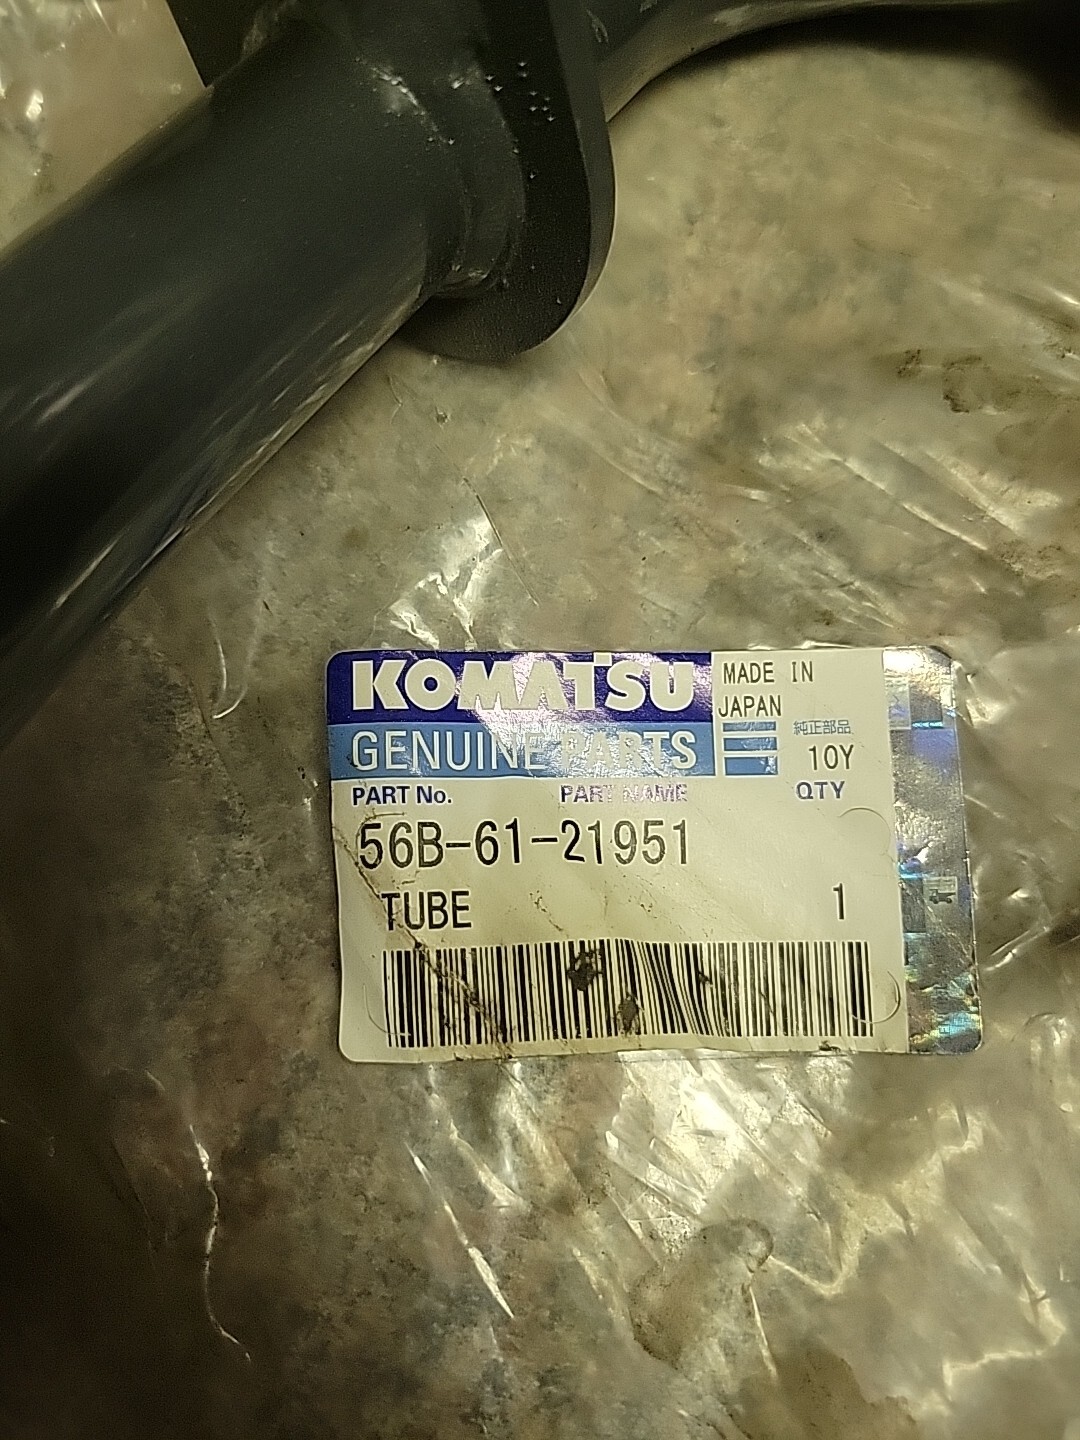 KOMATSU
MADE IN
JAPAN
GENUINE PARTS
純正部品
10Y
PART No. PART NAME QTY
56B-61-21951
TUBE 1